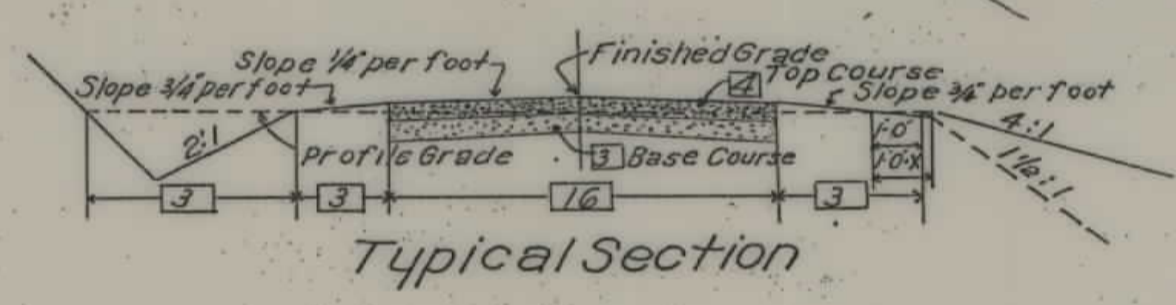 Slope 1/4" per foot
Finished Grade
4 Top Course
Slope 3/4" per foot
Slope 3/4" per foot
2:1
Profile Grade
3 Base Course
1.0'
1.0'x
4:1
1 1/2:1
3
3
16
3
Typical Section